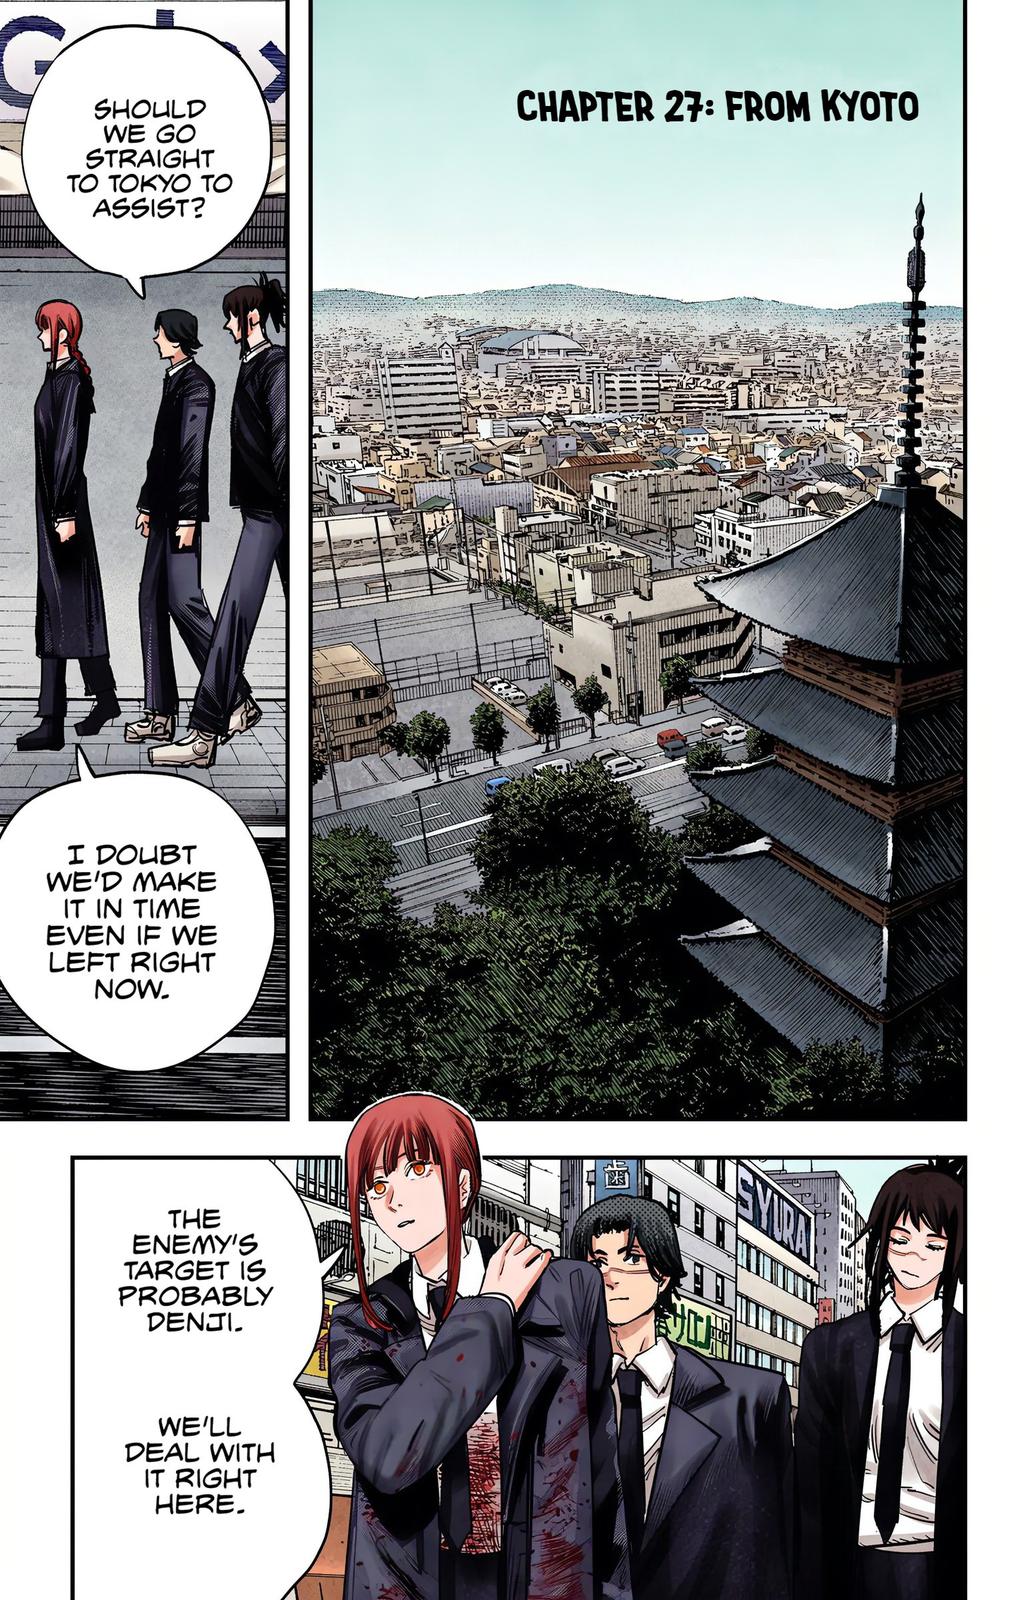 CHAPTER 27: FROM KYOTO
SHOULD
WE GO
STRAIGHT
TO TOKYO TO
ASSIST?
I DOUBT
WE'D MAKE
IT IN TIME
EVEN IF WE
LEFT RIGHT
NOW.
歯
SYURA
THE
ENEMY'S
TARGET IS
PROBABLY
DENJI.
WE'LL
DEAL WITH
IT RIGHT
HERE.